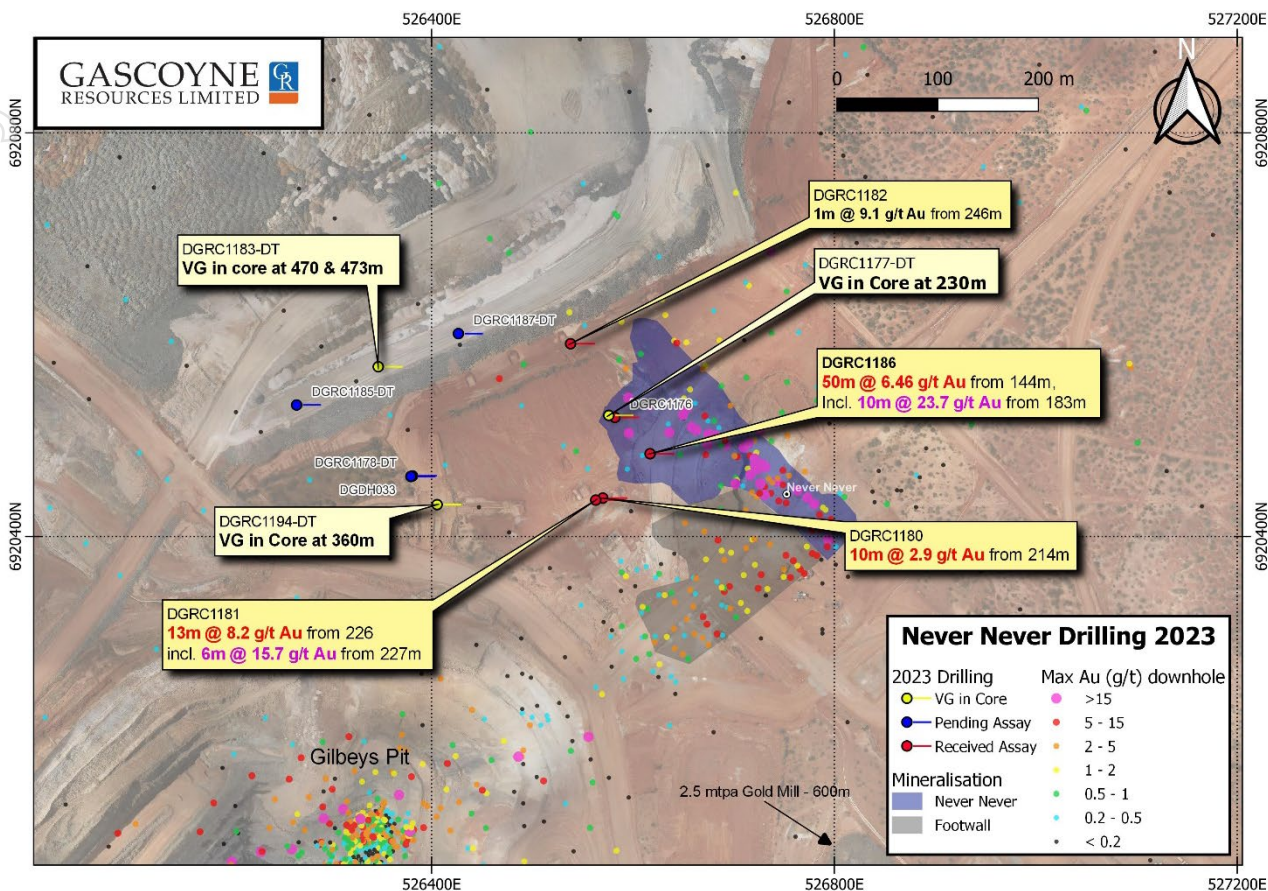 526400E
526800E
527200E
GASCOYNE
RESOURCES LIMITED
GR
N
0 100 200 m
6920800N
6920800N
DGRC1182
1m @ 9.1 g/t Au from 246m
DGRC1183-DT
VG in core at 470 & 473m
DGRC1177-DT
VG in Core at 230m
DGRC1187-DT
DGRC1186
50m @ 6.46 g/t Au from 144m,
Incl. 10m @ 23.7 g/t Au from 183m
DGRC1185-DT
DGRC1176
DGRC1178-DT
DGDH033
Never Never
DGRC1194-DT
VG in Core at 360m
DGRC1180
10m @ 2.9 g/t Au from 214m
6920400N
6920400N
DGRC1181
13m @ 8.2 g/t Au from 226
incl. 6m @ 15.7 g/t Au from 227m
Gilbeys Pit
2.5 mtpa Gold Mill - 600m
Never Never Drilling 2023
2023 Drilling
VG in Core
Pending Assay
Received Assay
Mineralisation
Never Never
Footwall
Max Au (g/t) downhole
>15
5 - 15
2 - 5
1 - 2
0.5 - 1
0.2 - 0.5
< 0.2
526400E
526800E
527200E